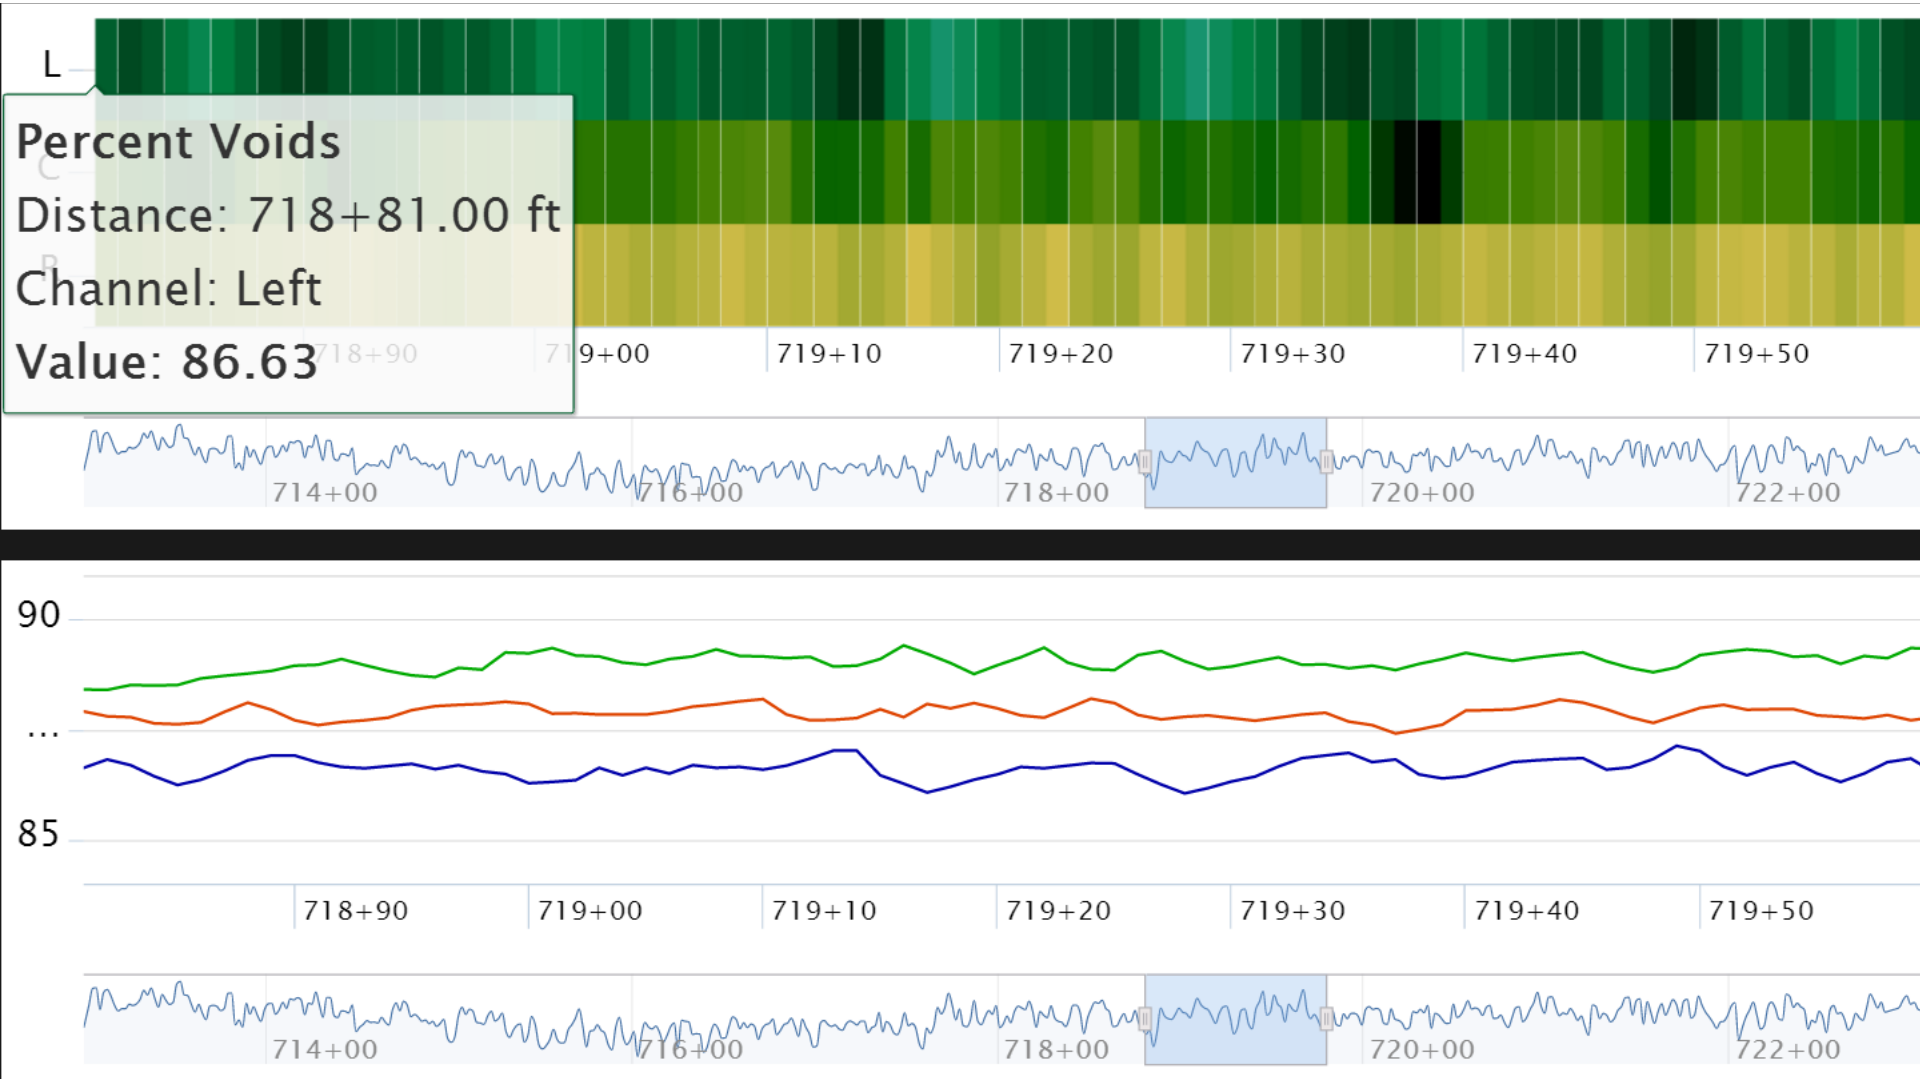 L
Percent Voids
C
Distance: 718+81.00 ft
R
Channel: Left
Value: 86.63
718+90 719+00 719+10 719+20 719+30 719+40 719+50
714+00 716+00 718+00 720+00 722+00
90
...
85
718+90 719+00 719+10 719+20 719+30 719+40 719+50
714+00 716+00 718+00 720+00 722+00